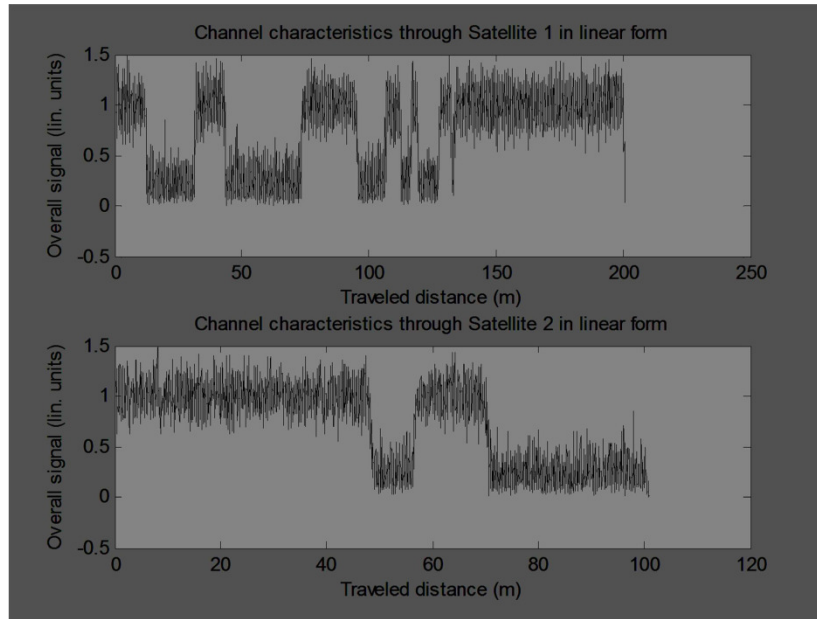 Channel characteristics through Satellite 1 in linear form
Overall signal (lin. units)
1.5
1
0.5
0
-0.5
0 50 100 150 200 250
Traveled distance (m)
Channel characteristics through Satellite 2 in linear form
Overall signal (lin. units)
1.5
1
0.5
0
-0.5
0 20 40 60 80 100 120
Traveled distance (m)